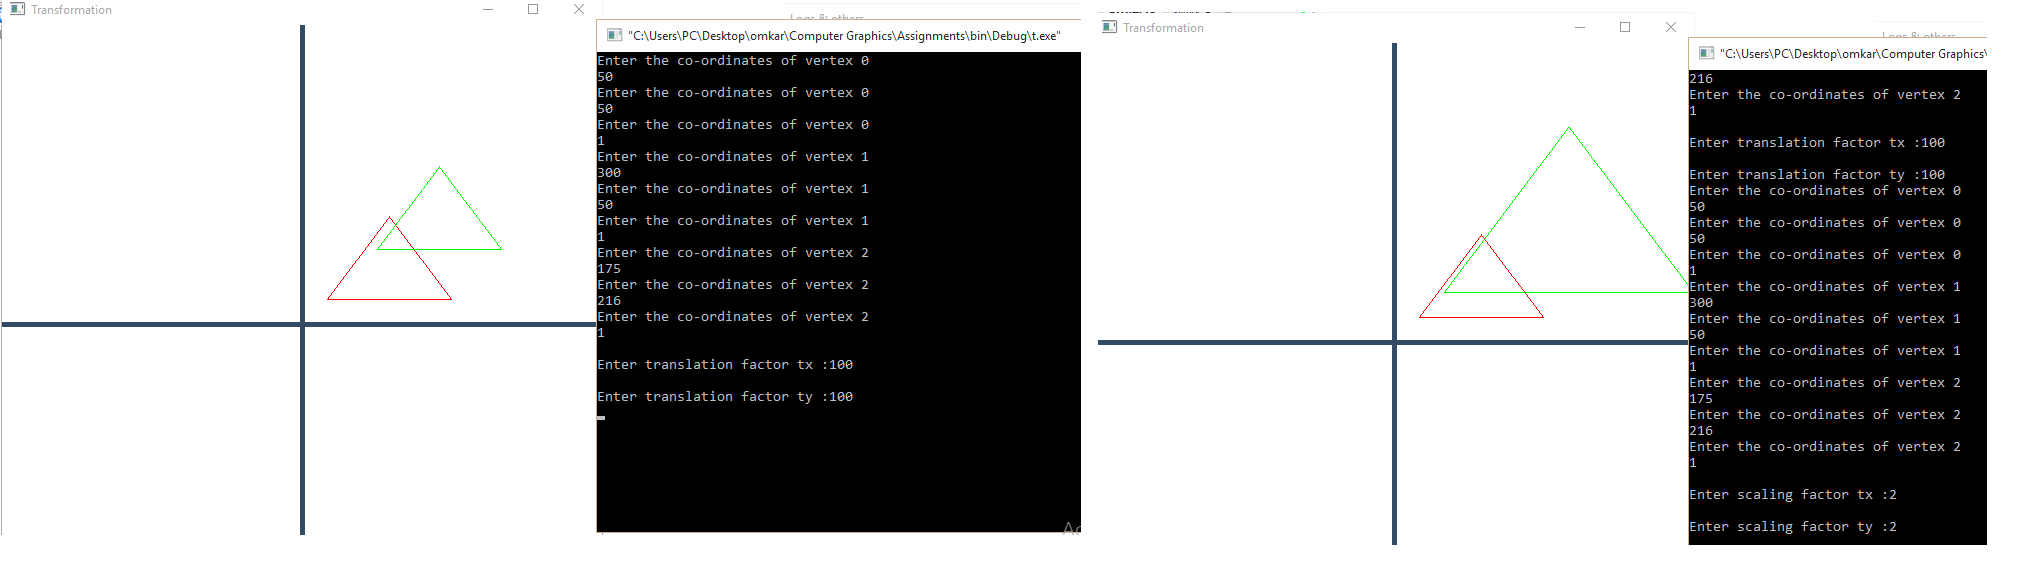 Transformation
Logs & others
"C:\Users\PC\Desktop\omkar\Computer Graphics\Assignments\bin\Debug\t.exe"
Enter the co-ordinates of vertex 0
50
Enter the co-ordinates of vertex 0
50
Enter the co-ordinates of vertex 0
1
Enter the co-ordinates of vertex 1
300
Enter the co-ordinates of vertex 1
50
Enter the co-ordinates of vertex 1
1
Enter the co-ordinates of vertex 2
175
Enter the co-ordinates of vertex 2
216
Enter the co-ordinates of vertex 2
1
Enter translation factor tx :100
Enter translation factor ty :100
Transformation
Logs & others
"C:\Users\PC\Desktop\omkar\Computer Graphics\
216
Enter the co-ordinates of vertex 2
1
Enter translation factor tx :100
Enter translation factor ty :100
Enter the co-ordinates of vertex 0
50
Enter the co-ordinates of vertex 0
50
Enter the co-ordinates of vertex 0
1
Enter the co-ordinates of vertex 1
300
Enter the co-ordinates of vertex 1
50
Enter the co-ordinates of vertex 1
1
Enter the co-ordinates of vertex 2
175
Enter the co-ordinates of vertex 2
216
Enter the co-ordinates of vertex 2
1
Enter scaling factor tx :2
Enter scaling factor ty :2